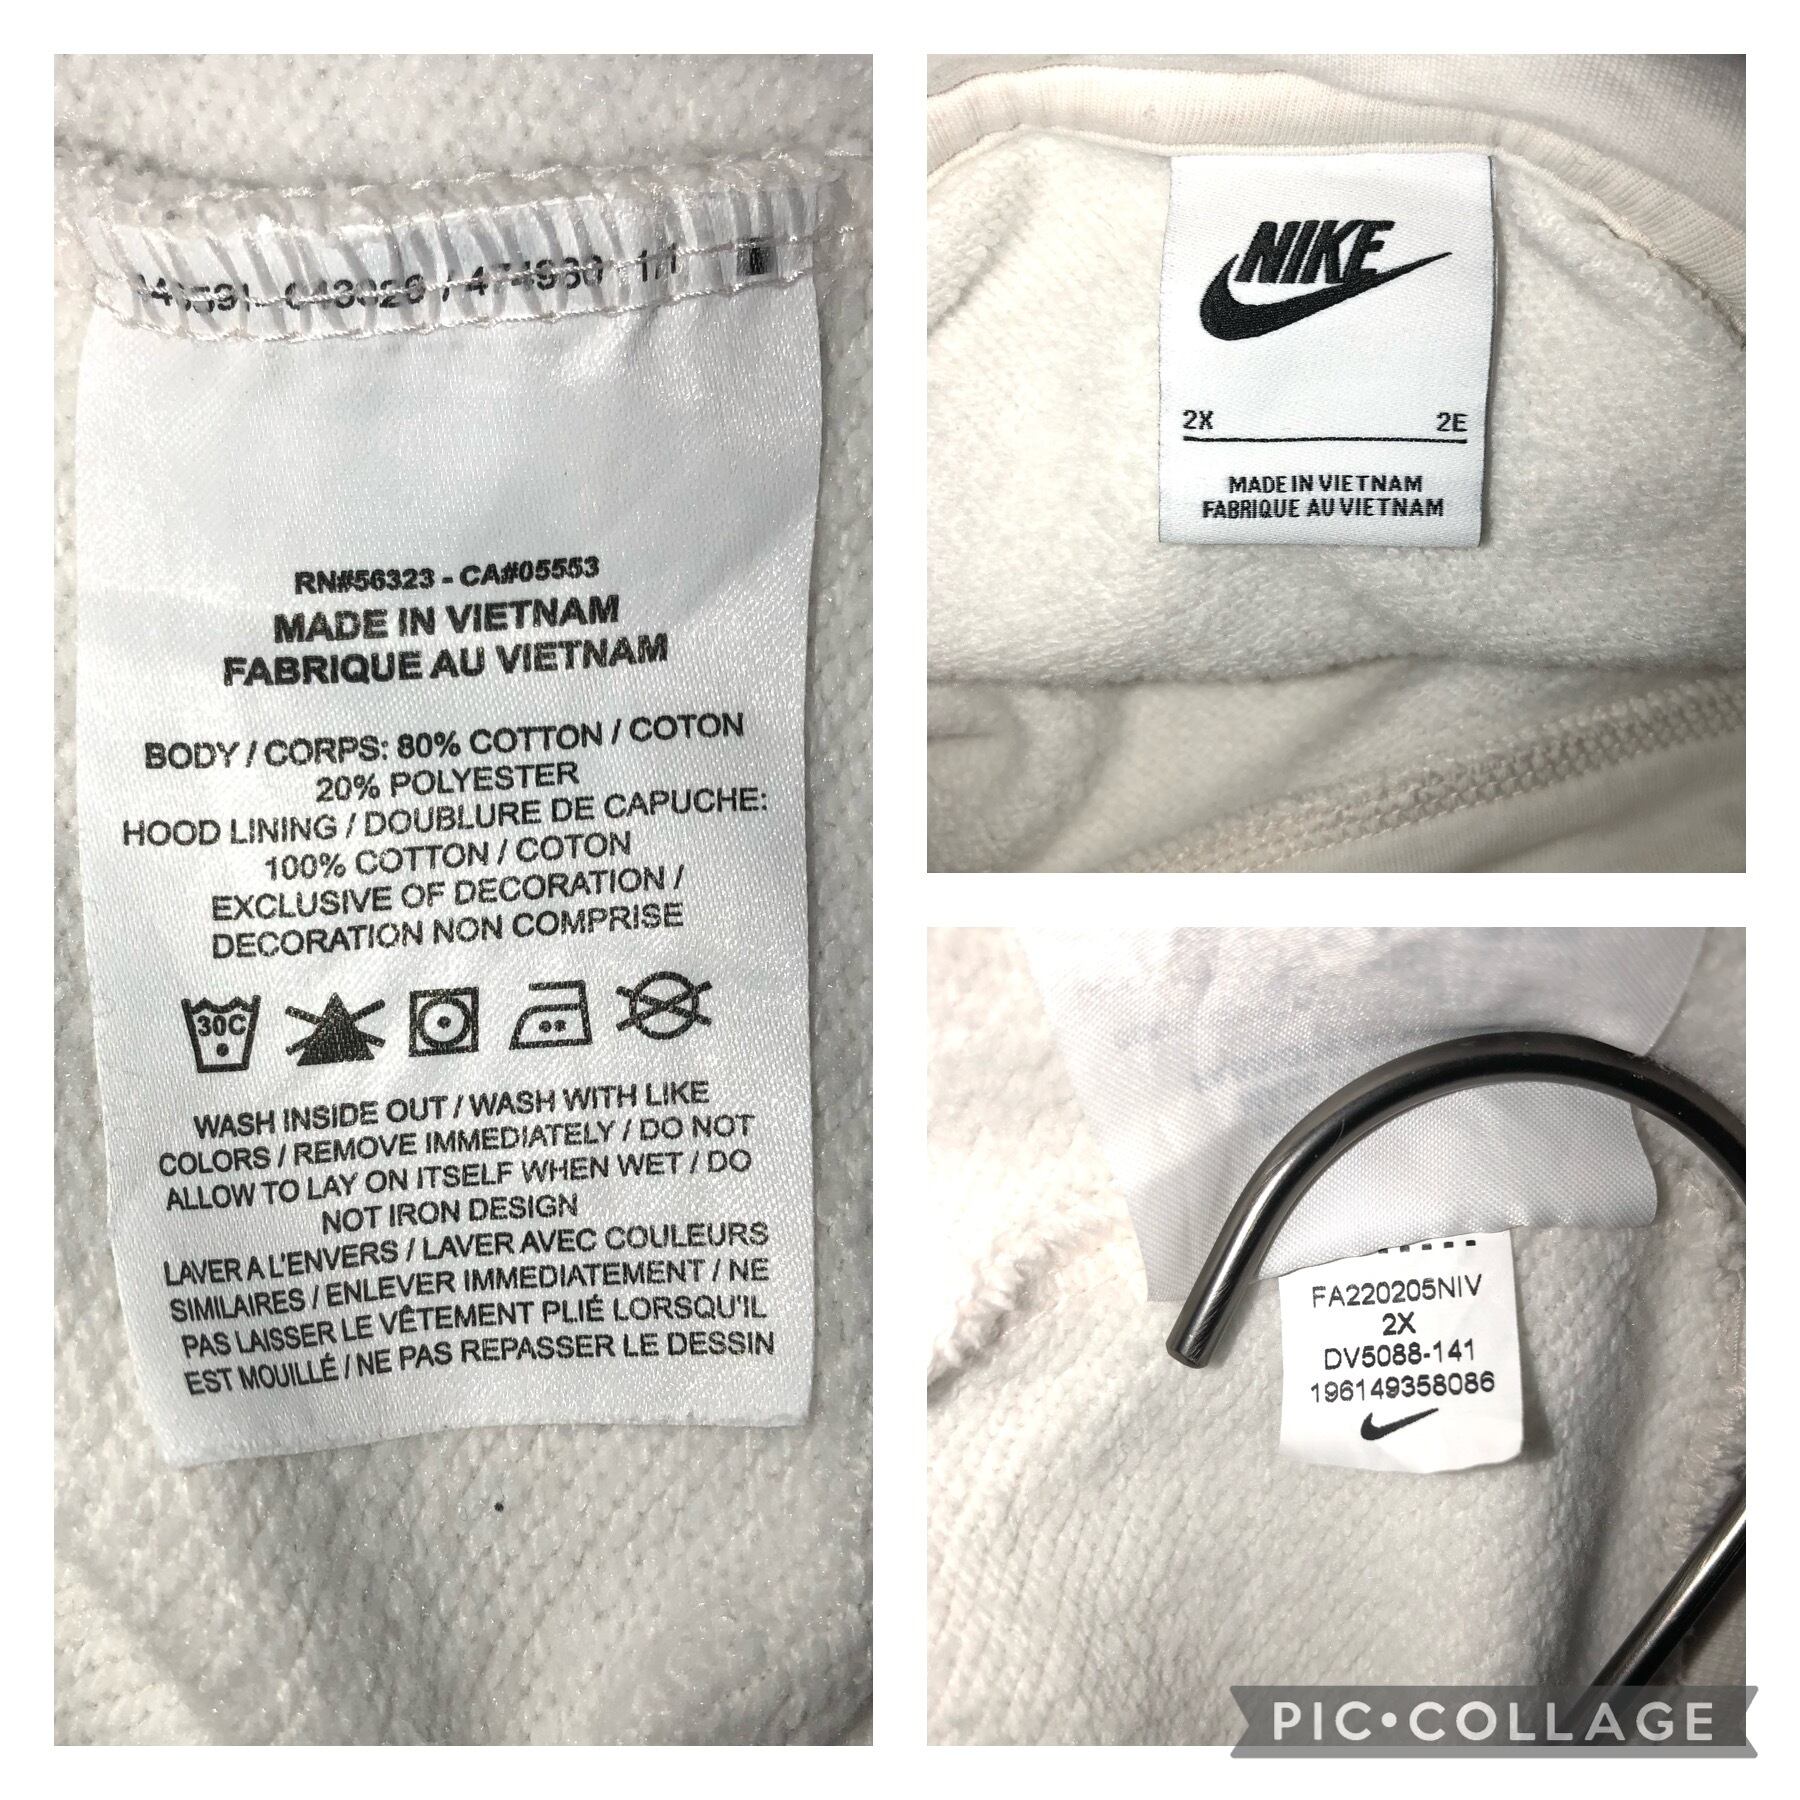 RN#56323 - CA#05553
MADE IN VIETNAM
FABRIQUE AU VIETNAM
BODY / CORPS: 80% COTTON / COTON
20% POLYESTER
HOOD LINING / DOUBLURE DE CAPUCHE:
100% COTTON / COTON
EXCLUSIVE OF DECORATION /
DECORATION NON COMPRISE
30C
WASH INSIDE OUT / WASH WITH LIKE
COLORS / REMOVE IMMEDIATELY / DO NOT
ALLOW TO LAY ON ITSELF WHEN WET / DO
NOT IRON DESIGN
LAVER A L'ENVERS / LAVER AVEC COULEURS
SIMILAIRES / ENLEVER IMMEDIATEMENT / NE
PAS LAISSER LE VÊTEMENT PLIÉ LORSQU'IL
EST MOUILLÉ / NE PAS REPASSER LE DESSIN
NIKE
2X 2E
MADE IN VIETNAM
FABRIQUE AU VIETNAM
FA220205NIV
2X
DV5088-141
196149358086
PIC•COLLAGE